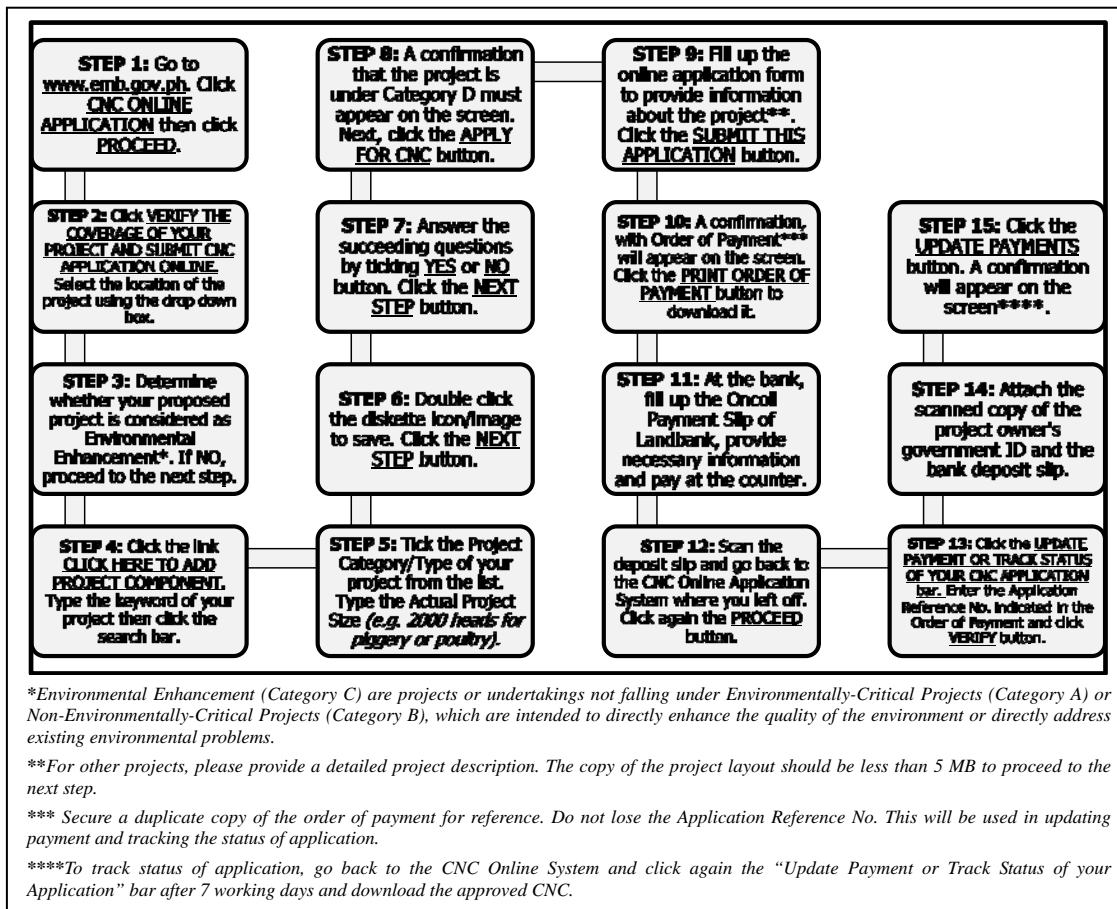 STEP 1: Go to
www.emb.gov.ph. Click
CNC ONLINE
APPLICATION then click
PROCEED.
STEP 2: Click VERIFY THE
COVERAGE OF YOUR
PROJECT AND SUBMIT CNC
APPLICATION ONLINE.
Select the location of the
project using the drop down
box.
STEP 3: Determine
whether your proposed
project is considered as
Environmental
Enhancement*. If NO,
proceed to the next step.
STEP 4: Click the link
CLICK HERE TO ADD
PROJECT COMPONENT.
Type the keyword of your
project then click the
search bar.
STEP 5: Tick the Project
Category/Type of your
project from the list.
Type the Actual Project
Size (e.g. 2000 heads for
piggery or poultry).
STEP 6: Double click
the diskette icon/image
to save. Click the NEXT
STEP button.
STEP 7: Answer the
succeeding questions
by ticking YES or NO
button. Click the NEXT
STEP button.
STEP 8: A confirmation
that the project is
under Category D must
appear on the screen.
Next, click the APPLY
FOR CNC button.
STEP 9: Fill up the
online application form
to provide information
about the project**.
Click the SUBMIT THIS
APPLICATION button.
STEP 10: A confirmation,
with Order of Payment***
will appear on the screen.
Click the PRINT ORDER OF
PAYMENT button to
download it.
STEP 11: At the bank,
fill up the Oncoll
Payment Slip of
Landbank, provide
necessary information
and pay at the counter.
STEP 12: Scan the
deposit slip and go back to
the CNC Online Application
System where you left off.
Click again the PROCEED
button.
STEP 13: Click the UPDATE
PAYMENT OR TRACK STATUS
OF YOUR CNC APPLICATION
bar. Enter the Application
Reference No. indicated in the
Order of Payment and click
VERIFY button.
STEP 14: Attach the
scanned copy of the
project owner's
government ID and the
bank deposit slip.
STEP 15: Click the
UPDATE PAYMENTS
button. A confirmation
will appear on the
screen****.
*Environmental Enhancement (Category C) are projects or undertakings not falling under Environmentally-Critical Projects (Category A) or
Non-Environmentally-Critical Projects (Category B), which are intended to directly enhance the quality of the environment or directly address
existing environmental problems.
**For other projects, please provide a detailed project description. The copy of the project layout should be less than 5 MB to proceed to the
next step.
*** Secure a duplicate copy of the order of payment for reference. Do not lose the Application Reference No. This will be used in updating
payment and tracking the status of application.
****To track status of application, go back to the CNC Online System and click again the “Update Payment or Track Status of your
Application” bar after 7 working days and download the approved CNC.